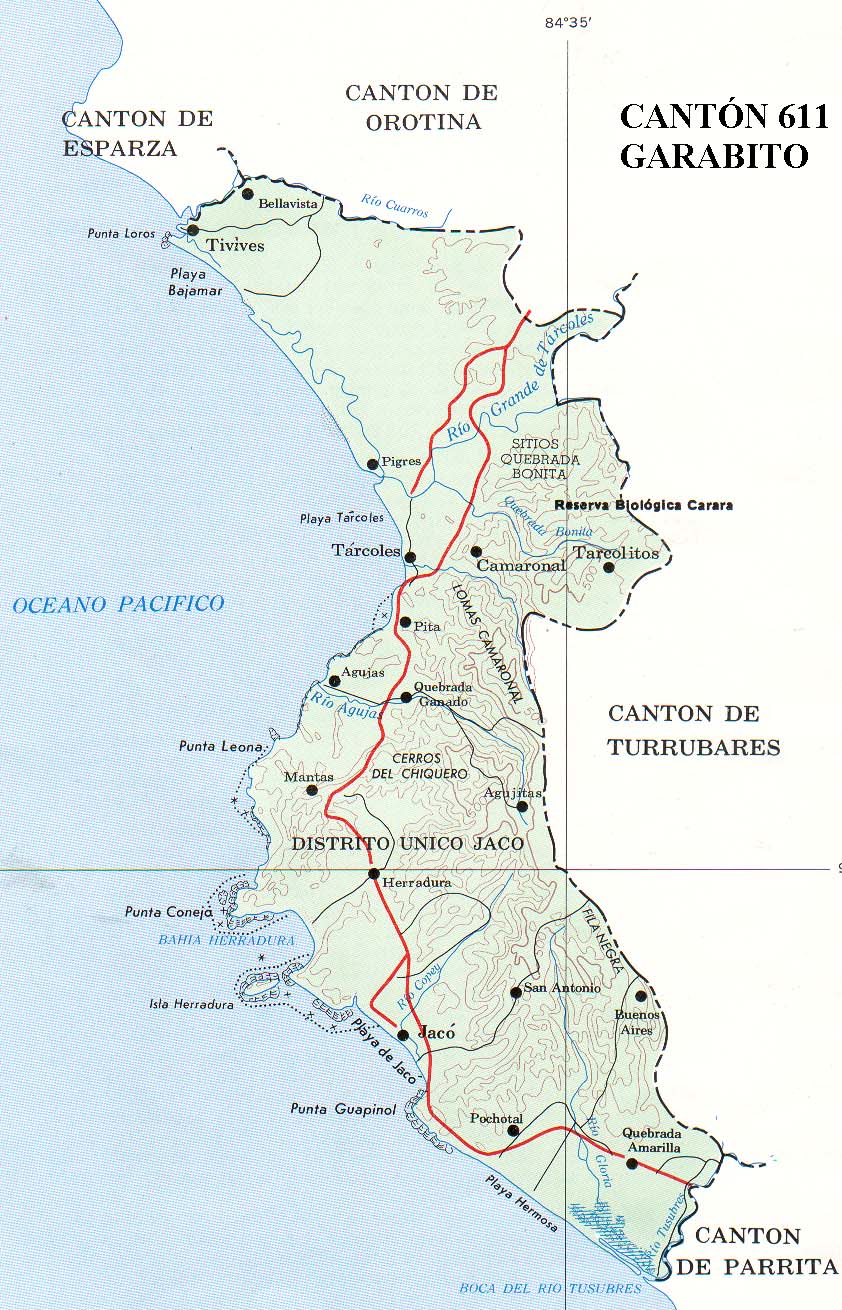 84°35'
CANTON DE
OROTINA
CANTÓN 611
GARABITO
CANTON DE
ESPARZA
Bellavista
Río Cuarros
Punta Loros
Tivives
Playa
Bajamar
Río Grande de Tárcoles
Pigres
SITIOS
QUEBRADA
BONITA
Reserva Biológica Carara
Playa Tárcoles
Quebrada Bonita
Tárcoles
Camaronal
Tarcolitos
OCEANO PACIFICO
LOMAS CAMARONAL
Pita
Agujas
Quebrada
Ganado
Río Agujas
CANTON DE
TURRUBARES
Punta Leona
CERROS
DEL CHIQUERO
Mantas
Agujitas
DISTRITO UNICO JACO
9
Herradura
Punta Coneja
BAHIA HERRADURA
FILA NEGRA
Isla Herradura
Río Copey
San Antonio
Buenos
Aires
Jacó
Playa de Jacó
Punta Guapinol
Pochotal
Quebrada
Amarilla
Río Gloria
Playa Hermosa
Río Tusubres
CANTON
DE PARRITA
BOCA DEL RIO TUSUBRES